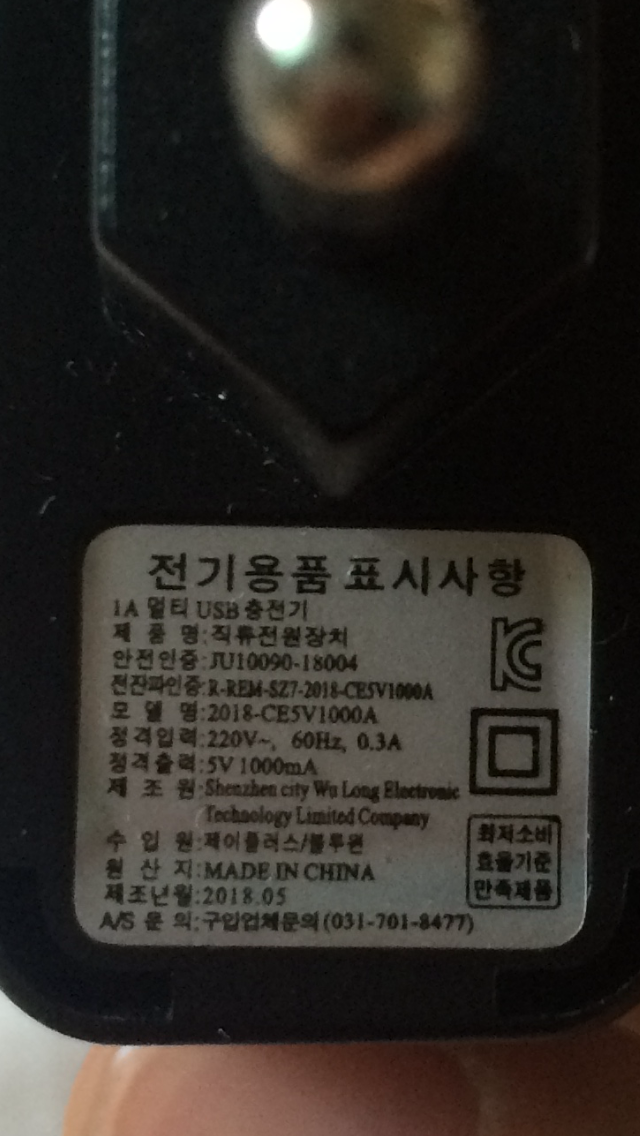 전기용품 표시사항
1A 멀티 USB 충전기
제 품 명:직류전원장치
안전인증:JU10090-18004
전잔파인증:R-REM-SZ7-2018-CE5V1000A
모 델 명:2018-CE5V1000A
정격입력:220V~, 60Hz, 0.3A
정격출력:5V 1000mA
제 조 원:Shenzhen city Wu Long Electronic
Technology Limited Company
수 입 원:제이플러스/블루윈
원 산 지:MADE IN CHINA
제조년월:2018.05
A/S 문 의:구입업체문의(031-701-8477)
최저소비
효율기준
만족제품